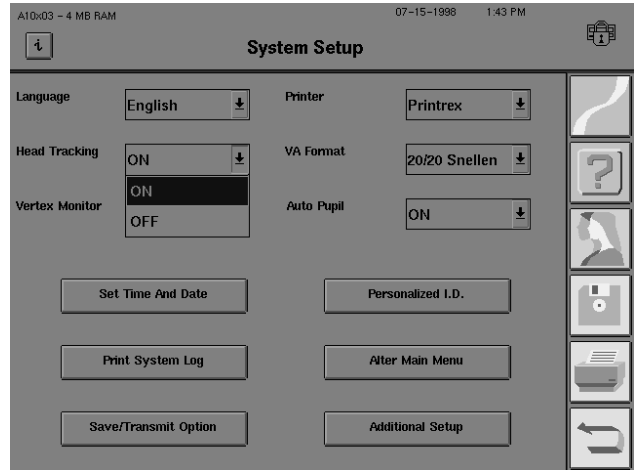 A10x03 - 4 MB RAM 07-15-1998 1:43 PM
i
System Setup
Language English Printer Printrex
Head Tracking ON VA Format 20/20 Snellen
ON
Vertex Monitor Auto Pupil ON
OFF
Set Time And Date Personalized I.D.
Print System Log Alter Main Menu
Save/Transmit Option Additional Setup